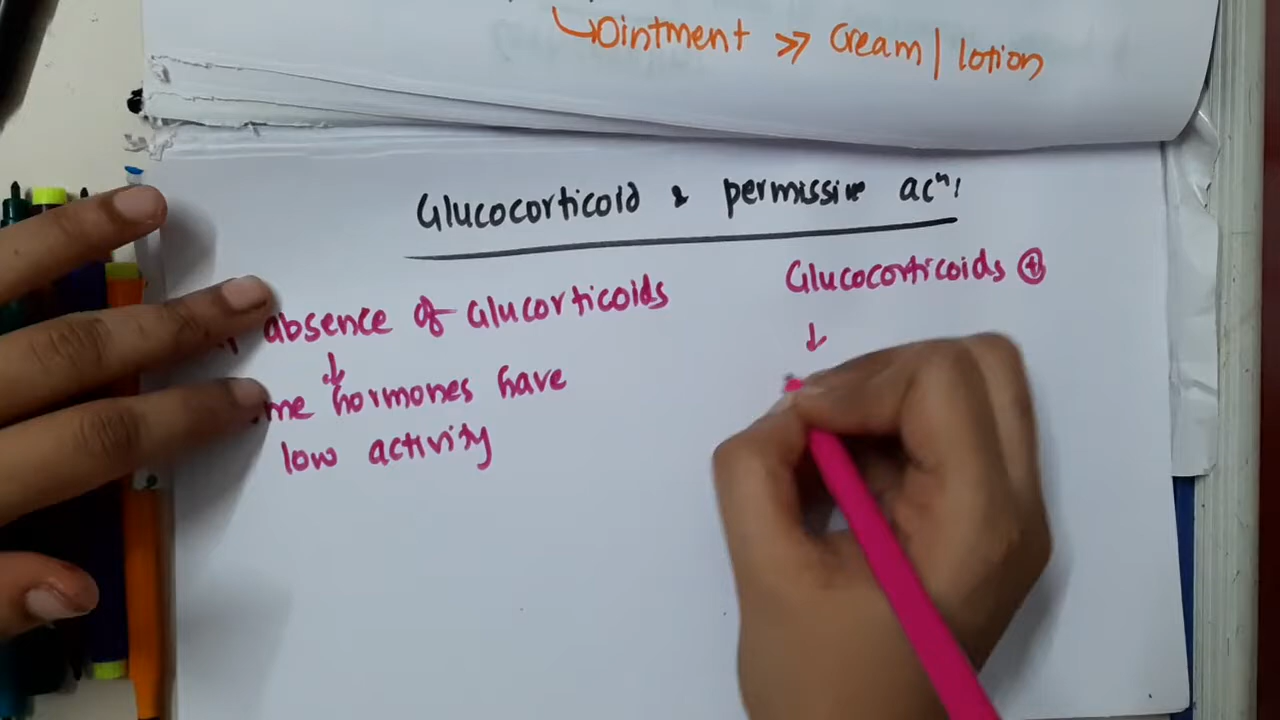 Ointment >> Cream | lotion
Glucocorticoid & permissive acⁿ!
absence of Glucorticoids
↓
hormones have
low activity
Glucocorticoids ⊕
↓